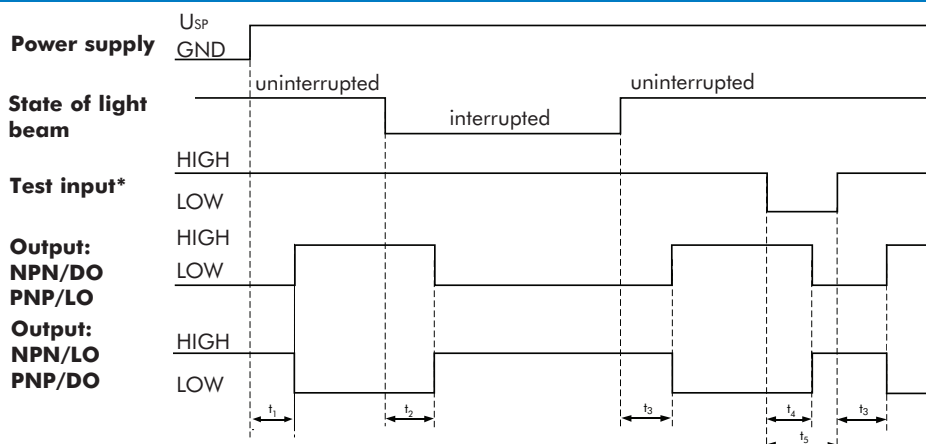 USP
Power supply GND
uninterrupted uninterrupted
State of light
beam
interrupted
HIGH
Test input*
LOW
HIGH
Output:
NPN/DO LOW
PNP/LO
Output:
NPN/LO HIGH
PNP/DO LOW
t1 t2 t3 t4 t3
t5